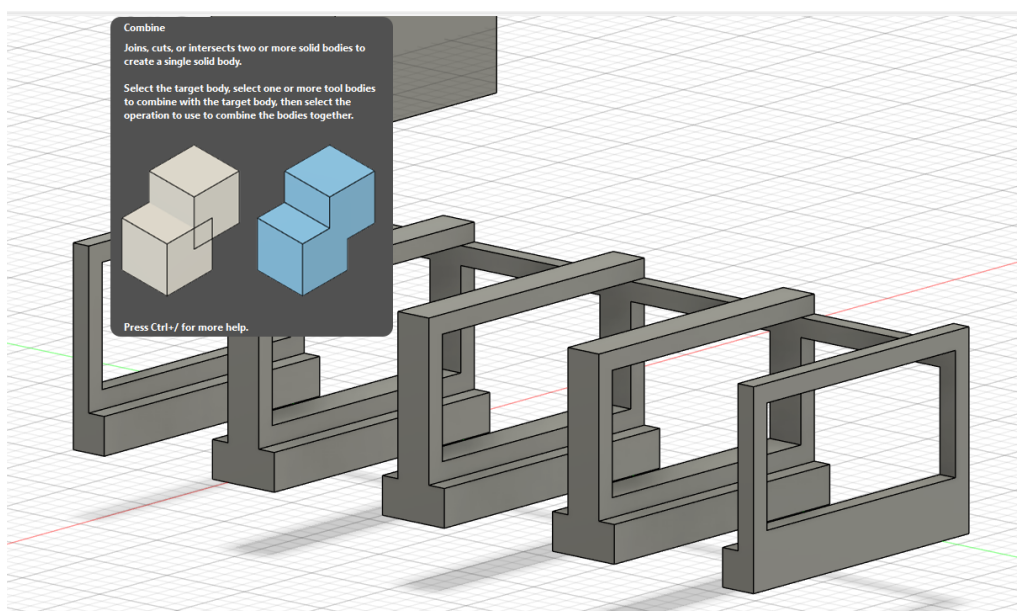 Combine
Joins, cuts, or intersects two or more solid bodies to
create a single solid body.
Select the target body, select one or more tool bodies
to combine with the target body, then select the
operation to use to combine the bodies together.
Press Ctrl+/ for more help.